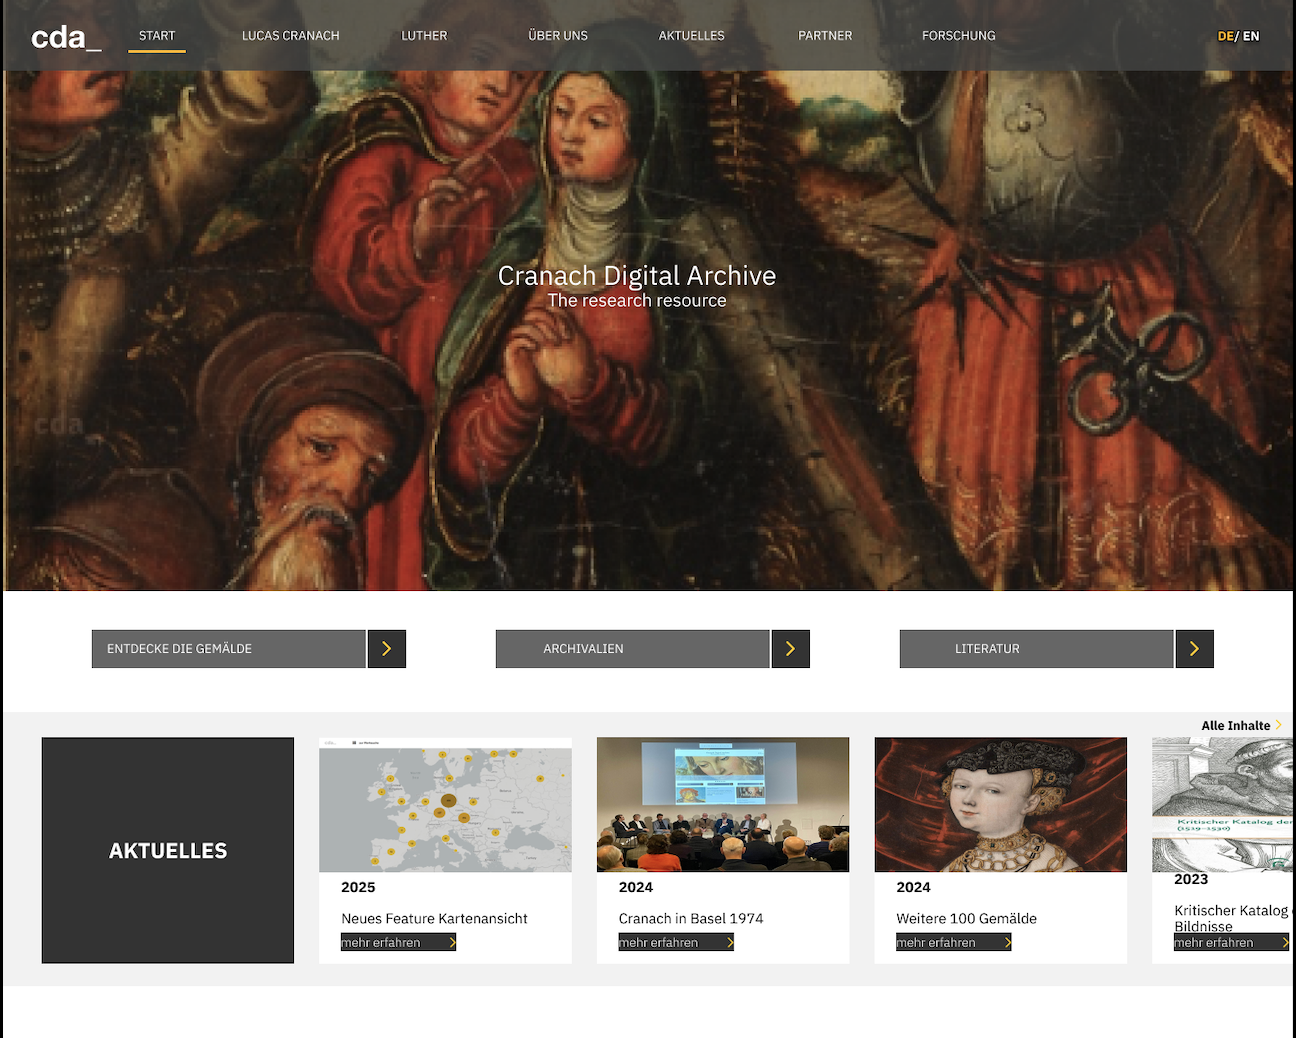 cda_
START
LUCAS CRANACH
LUTHER
ÜBER UNS
AKTUELLES
PARTNER
FORSCHUNG
DE/ EN
Cranach Digital Archive
The research resource
cda_
ENTDECKE DIE GEMÄLDE
ARCHIVALIEN
LITERATUR
Alle Inhalte
AKTUELLES
2025
Neues Feature Kartenansicht
mehr erfahren
2024
Cranach in Basel 1974
mehr erfahren
2024
Weitere 100 Gemälde
mehr erfahren
Kritischer Katalog der
(1519–1530)
2023
Kritischer Katalog
Bildnisse
mehr erfahren